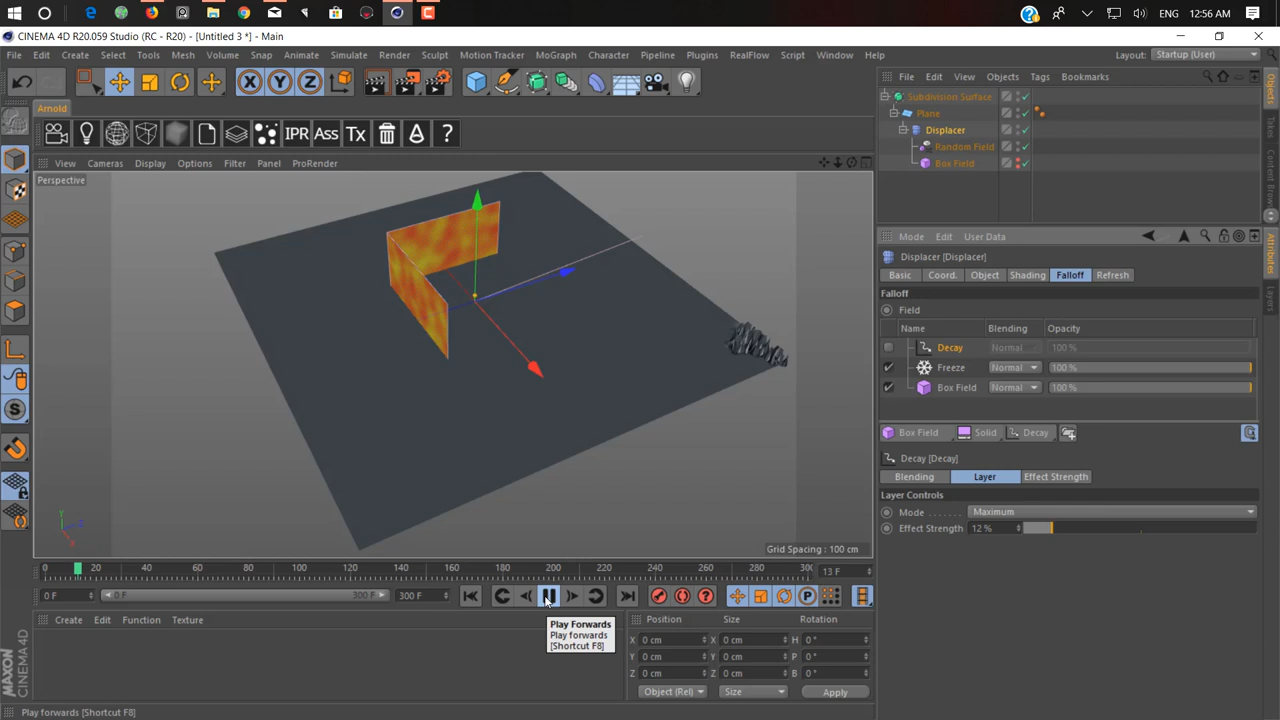 ENG 12:56 AM
CINEMA 4D R20.059 Studio (RC - R20) - [Untitled 3 *] - Main
File Edit Create Select Tools Mesh Volume Snap Animate Simulate Render Sculpt Motion Tracker MoGraph Character Pipeline Plugins RealFlow Script Window Help Layout: Startup (User)
File Edit View Objects Tags Bookmarks
Subdivision Surface
Arnold
Plane
Displacer
IPR Ass Tx ?
Random Field
View Cameras Display Options Filter Panel ProRender
Box Field
Perspective
Mode Edit User Data
Displacer [Displacer]
Basic Coord. Object Shading Falloff Refresh
Falloff
Field
Name Blending Opacity
Decay Normal 100 %
Freeze Normal 100 %
Box Field Normal 100 %
Box Field Solid Decay
Decay [Decay]
Blending Layer Effect Strength
Layer Controls
Mode Maximum
Effect Strength 12 %
Grid Spacing : 100 cm
0 20 40 60 80 100 120 140 160 180 200 220 240 260 280 300 13 F
0 F 0 F 300 F 300 F
Create Edit Function Texture
Position Size Rotation
Play Forwards
Play forwards
[Shortcut F8]
X 0 cm X 0 cm H 0 °
Y 0 cm Y 0 cm P 0 °
Z 0 cm Z 0 cm B 0 °
Object (Rel) Size Apply
MAXON CINEMA 4D
Play forwards [Shortcut F8]
Objects
Takes
Content Browser
Attributes
Layers